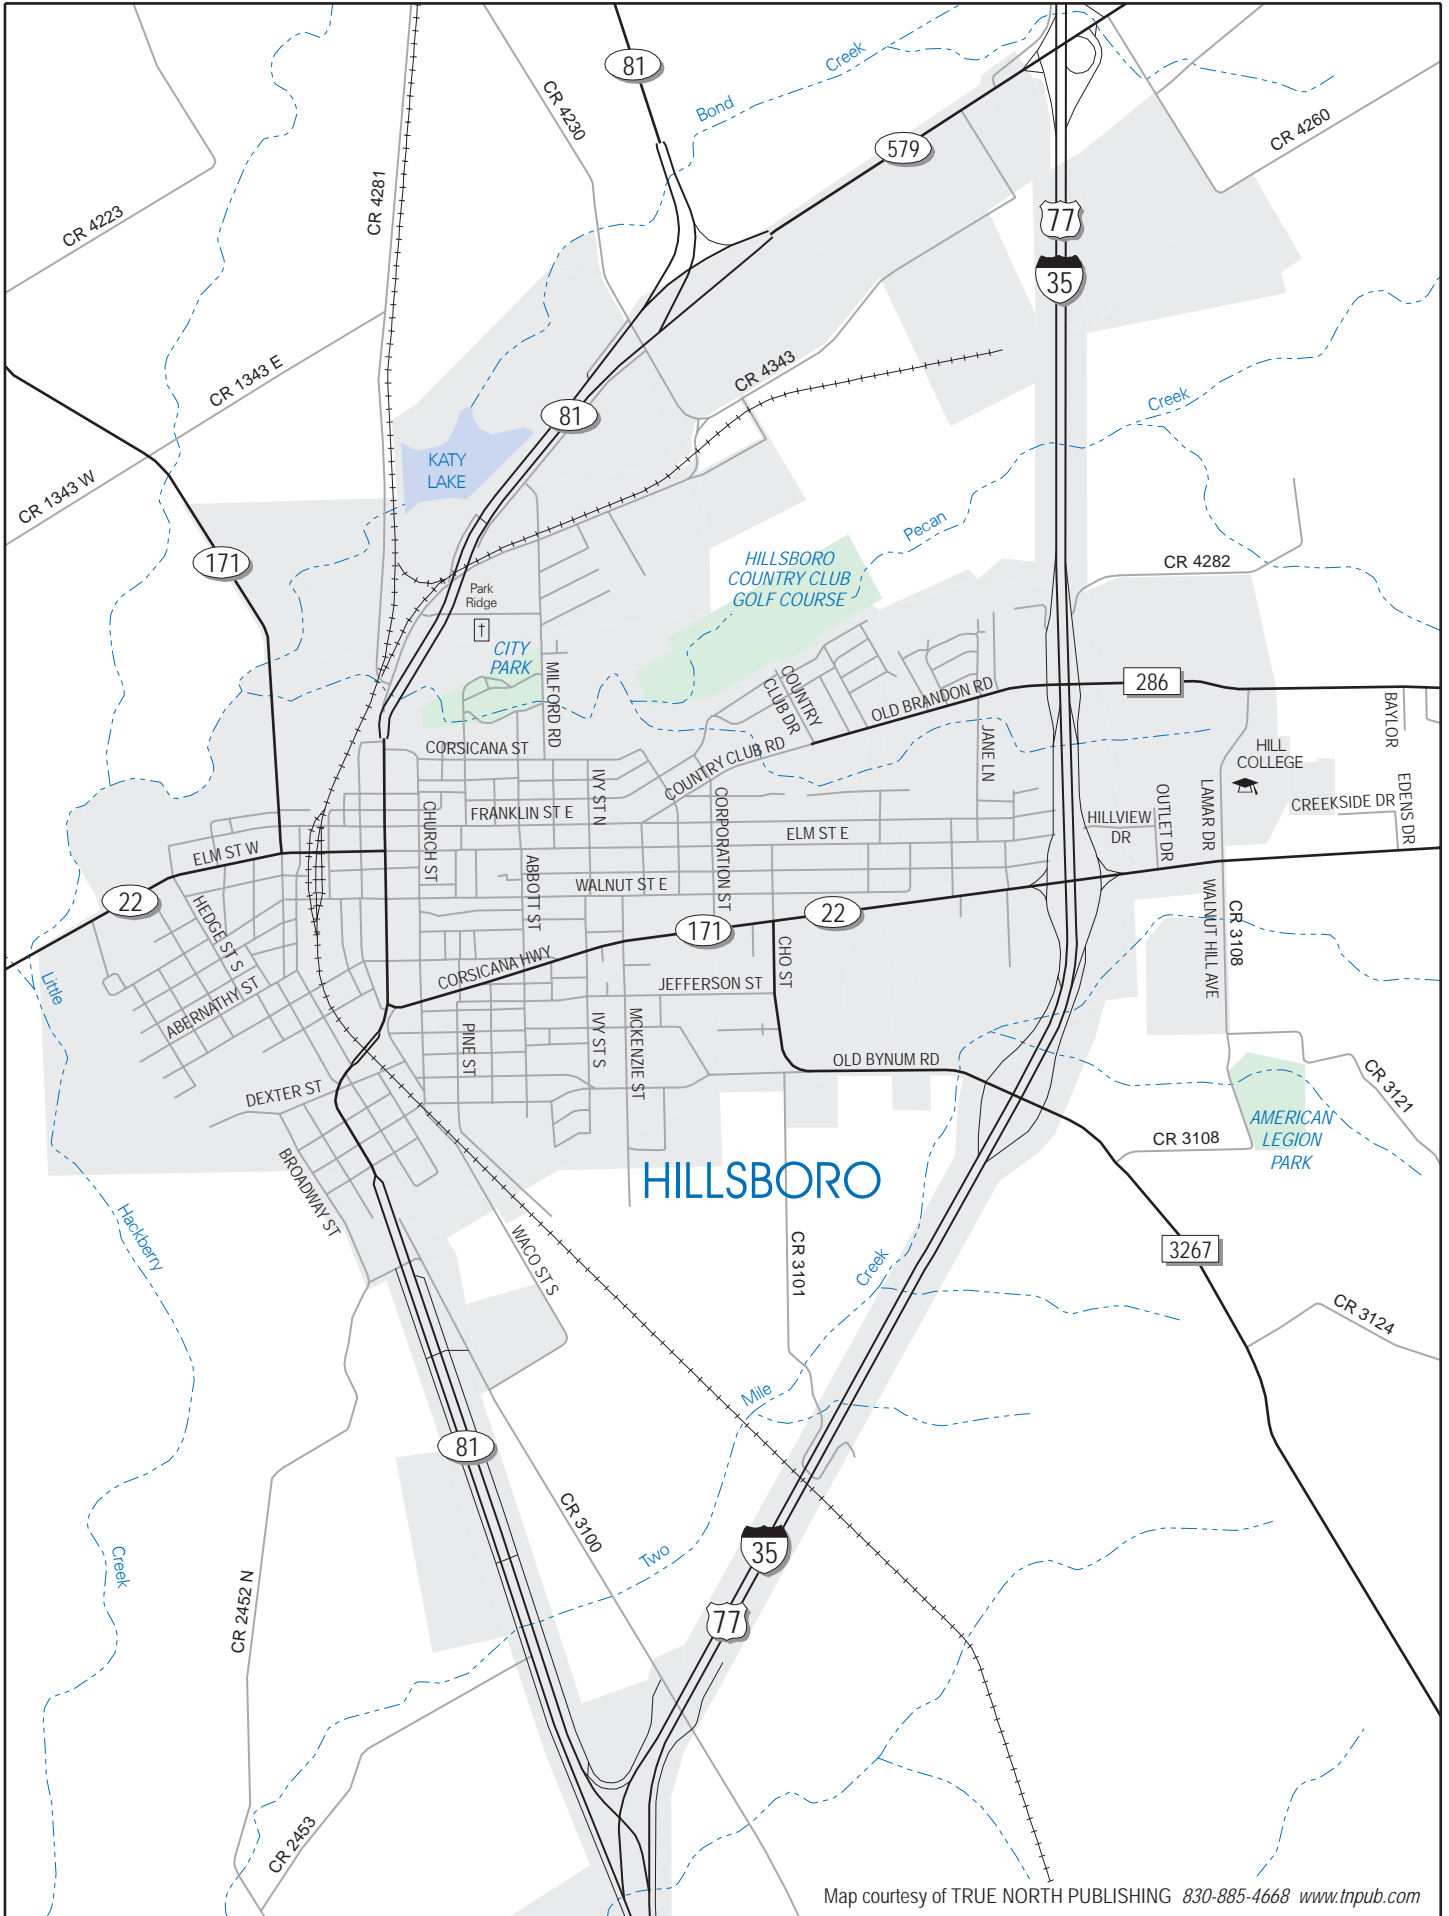 81
Creek
Bond
CR 4230
579
CR 4260
CR 4281
CR 4223
77
35
CR 1343 E
CR 4343
81
Creek
KATY
LAKE
CR 1343 W
Pecan
171
HILLSBORO
COUNTRY CLUB
GOLF COURSE
CR 4282
Park
Ridge
CITY
PARK
MILFORD RD
COUNTRY
CLUB DR
OLD BRANDON RD
286
BAYLOR
CORSICANA ST
COUNTRY CLUB RD
JANE LN
HILL
COLLEGE
IVY ST N
FRANKLIN ST E
CHURCH ST
CORPORATION ST
ELM ST E
HILLVIEW
DR
OUTLET DR
LAMAR DR
CREEKSIDE DR
EDENS DR
ELM ST W
ABBOTT ST
WALNUT ST E
22
HEDGE ST S
171
22
WALNUT HILL AVE
CR 3108
CORSICANA HWY
CHO ST
Little
ABERNATHY ST
JEFFERSON ST
PINE ST
IVY ST S
MCKENZIE ST
OLD BYNUM RD
DEXTER ST
CR 3121
AMERICAN
LEGION
PARK
CR 3108
BROADWAY ST
HILLSBORO
Hackberry
WACO ST S
CR 3101
Creek
3267
CR 3124
Mile
81
CR 3100
Two
35
Creek
CR 2452 N
77
CR 2453
Map courtesy of TRUE NORTH PUBLISHING 830-885-4668 www.tnpub.com